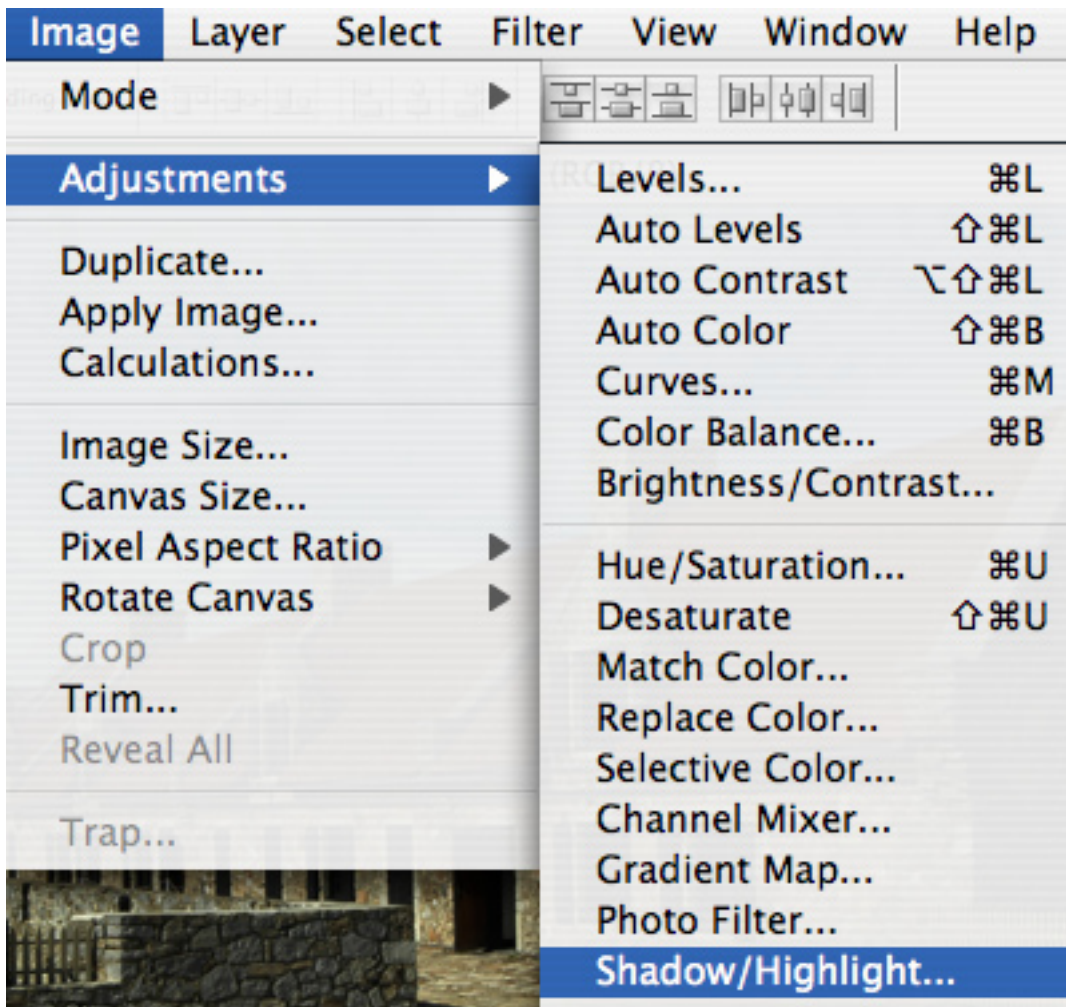 Image Layer Select Filter View Window Help
Mode
Adjustments
Duplicate...
Apply Image...
Calculations...
Image Size...
Canvas Size...
Pixel Aspect Ratio
Rotate Canvas
Crop
Trim...
Reveal All
Trap...
Levels... ⌘L
Auto Levels ⇧⌘L
Auto Contrast ⌥⇧⌘L
Auto Color ⇧⌘B
Curves... ⌘M
Color Balance... ⌘B
Brightness/Contrast...
Hue/Saturation... ⌘U
Desaturate ⇧⌘U
Match Color...
Replace Color...
Selective Color...
Channel Mixer...
Gradient Map...
Photo Filter...
Shadow/Highlight...